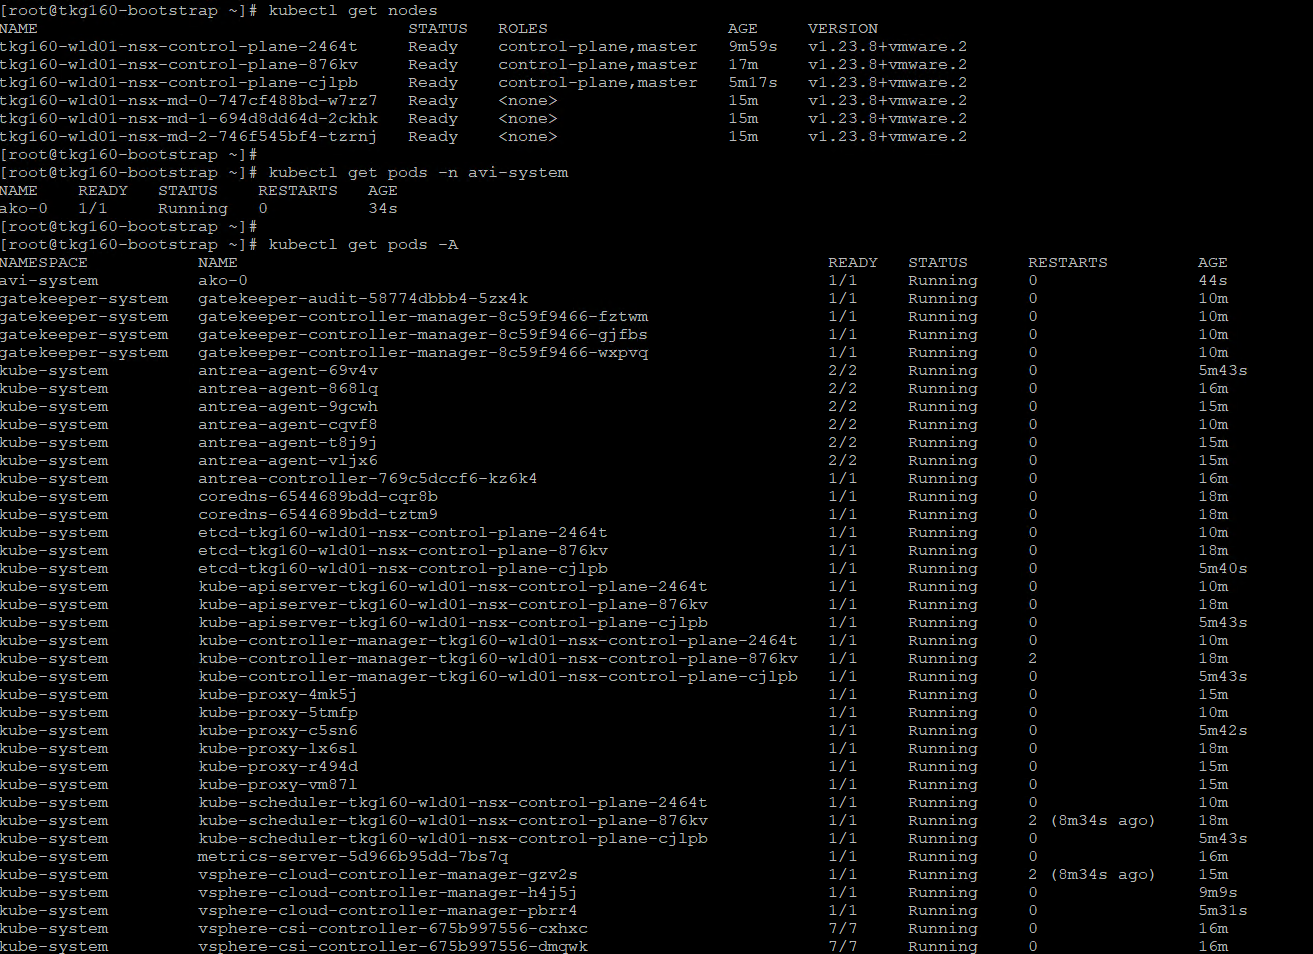 [root@tkg160-bootstrap ~]# kubectl get nodes
NAME STATUS ROLES AGE VERSION
tkg160-wld01-nsx-control-plane-2464t Ready control-plane,master 9m59s v1.23.8+vmware.2
tkg160-wld01-nsx-control-plane-876kv Ready control-plane,master 17m v1.23.8+vmware.2
tkg160-wld01-nsx-control-plane-cjlpb Ready control-plane,master 5m17s v1.23.8+vmware.2
tkg160-wld01-nsx-md-0-747cf488bd-w7rz7 Ready <none> 15m v1.23.8+vmware.2
tkg160-wld01-nsx-md-1-694d8dd64d-2ckhk Ready <none> 15m v1.23.8+vmware.2
tkg160-wld01-nsx-md-2-746f545bf4-tzrnj Ready <none> 15m v1.23.8+vmware.2
[root@tkg160-bootstrap ~]#
[root@tkg160-bootstrap ~]# kubectl get pods -n avi-system
NAME READY STATUS RESTARTS AGE
ako-0 1/1 Running 0 34s
[root@tkg160-bootstrap ~]#
[root@tkg160-bootstrap ~]# kubectl get pods -A
NAMESPACE NAME READY STATUS RESTARTS AGE
avi-system ako-0 1/1 Running 0 44s
gatekeeper-system gatekeeper-audit-58774dbbb4-5zx4k 1/1 Running 0 10m
gatekeeper-system gatekeeper-controller-manager-8c59f9466-fztwm 1/1 Running 0 10m
gatekeeper-system gatekeeper-controller-manager-8c59f9466-gjfbs 1/1 Running 0 10m
gatekeeper-system gatekeeper-controller-manager-8c59f9466-wxpvq 1/1 Running 0 10m
kube-system antrea-agent-69v4v 2/2 Running 0 5m43s
kube-system antrea-agent-868lq 2/2 Running 0 16m
kube-system antrea-agent-9gcwh 2/2 Running 0 15m
kube-system antrea-agent-cqvf8 2/2 Running 0 10m
kube-system antrea-agent-t8j9j 2/2 Running 0 15m
kube-system antrea-agent-vljx6 2/2 Running 0 15m
kube-system antrea-controller-769c5dccf6-kz6k4 1/1 Running 0 16m
kube-system coredns-6544689bdd-cqr8b 1/1 Running 0 18m
kube-system coredns-6544689bdd-tztm9 1/1 Running 0 18m
kube-system etcd-tkg160-wld01-nsx-control-plane-2464t 1/1 Running 0 10m
kube-system etcd-tkg160-wld01-nsx-control-plane-876kv 1/1 Running 0 18m
kube-system etcd-tkg160-wld01-nsx-control-plane-cjlpb 1/1 Running 0 5m40s
kube-system kube-apiserver-tkg160-wld01-nsx-control-plane-2464t 1/1 Running 0 10m
kube-system kube-apiserver-tkg160-wld01-nsx-control-plane-876kv 1/1 Running 0 18m
kube-system kube-apiserver-tkg160-wld01-nsx-control-plane-cjlpb 1/1 Running 0 5m43s
kube-system kube-controller-manager-tkg160-wld01-nsx-control-plane-2464t 1/1 Running 0 10m
kube-system kube-controller-manager-tkg160-wld01-nsx-control-plane-876kv 1/1 Running 2 18m
kube-system kube-controller-manager-tkg160-wld01-nsx-control-plane-cjlpb 1/1 Running 0 5m43s
kube-system kube-proxy-4mk5j 1/1 Running 0 15m
kube-system kube-proxy-5tmfp 1/1 Running 0 10m
kube-system kube-proxy-c5sn6 1/1 Running 0 5m42s
kube-system kube-proxy-lx6sl 1/1 Running 0 18m
kube-system kube-proxy-r494d 1/1 Running 0 15m
kube-system kube-proxy-vm87l 1/1 Running 0 15m
kube-system kube-scheduler-tkg160-wld01-nsx-control-plane-2464t 1/1 Running 0 10m
kube-system kube-scheduler-tkg160-wld01-nsx-control-plane-876kv 1/1 Running 2 (8m34s ago) 18m
kube-system kube-scheduler-tkg160-wld01-nsx-control-plane-cjlpb 1/1 Running 0 5m43s
kube-system metrics-server-5d966b95dd-7bs7q 1/1 Running 0 16m
kube-system vsphere-cloud-controller-manager-gzv2s 1/1 Running 2 (8m34s ago) 15m
kube-system vsphere-cloud-controller-manager-h4j5j 1/1 Running 0 9m9s
kube-system vsphere-cloud-controller-manager-pbrr4 1/1 Running 0 5m31s
kube-system vsphere-csi-controller-675b997556-cxhxc 7/7 Running 0 16m
kube-system vsphere-csi-controller-675b997556-dmqwk 7/7 Running 0 16m